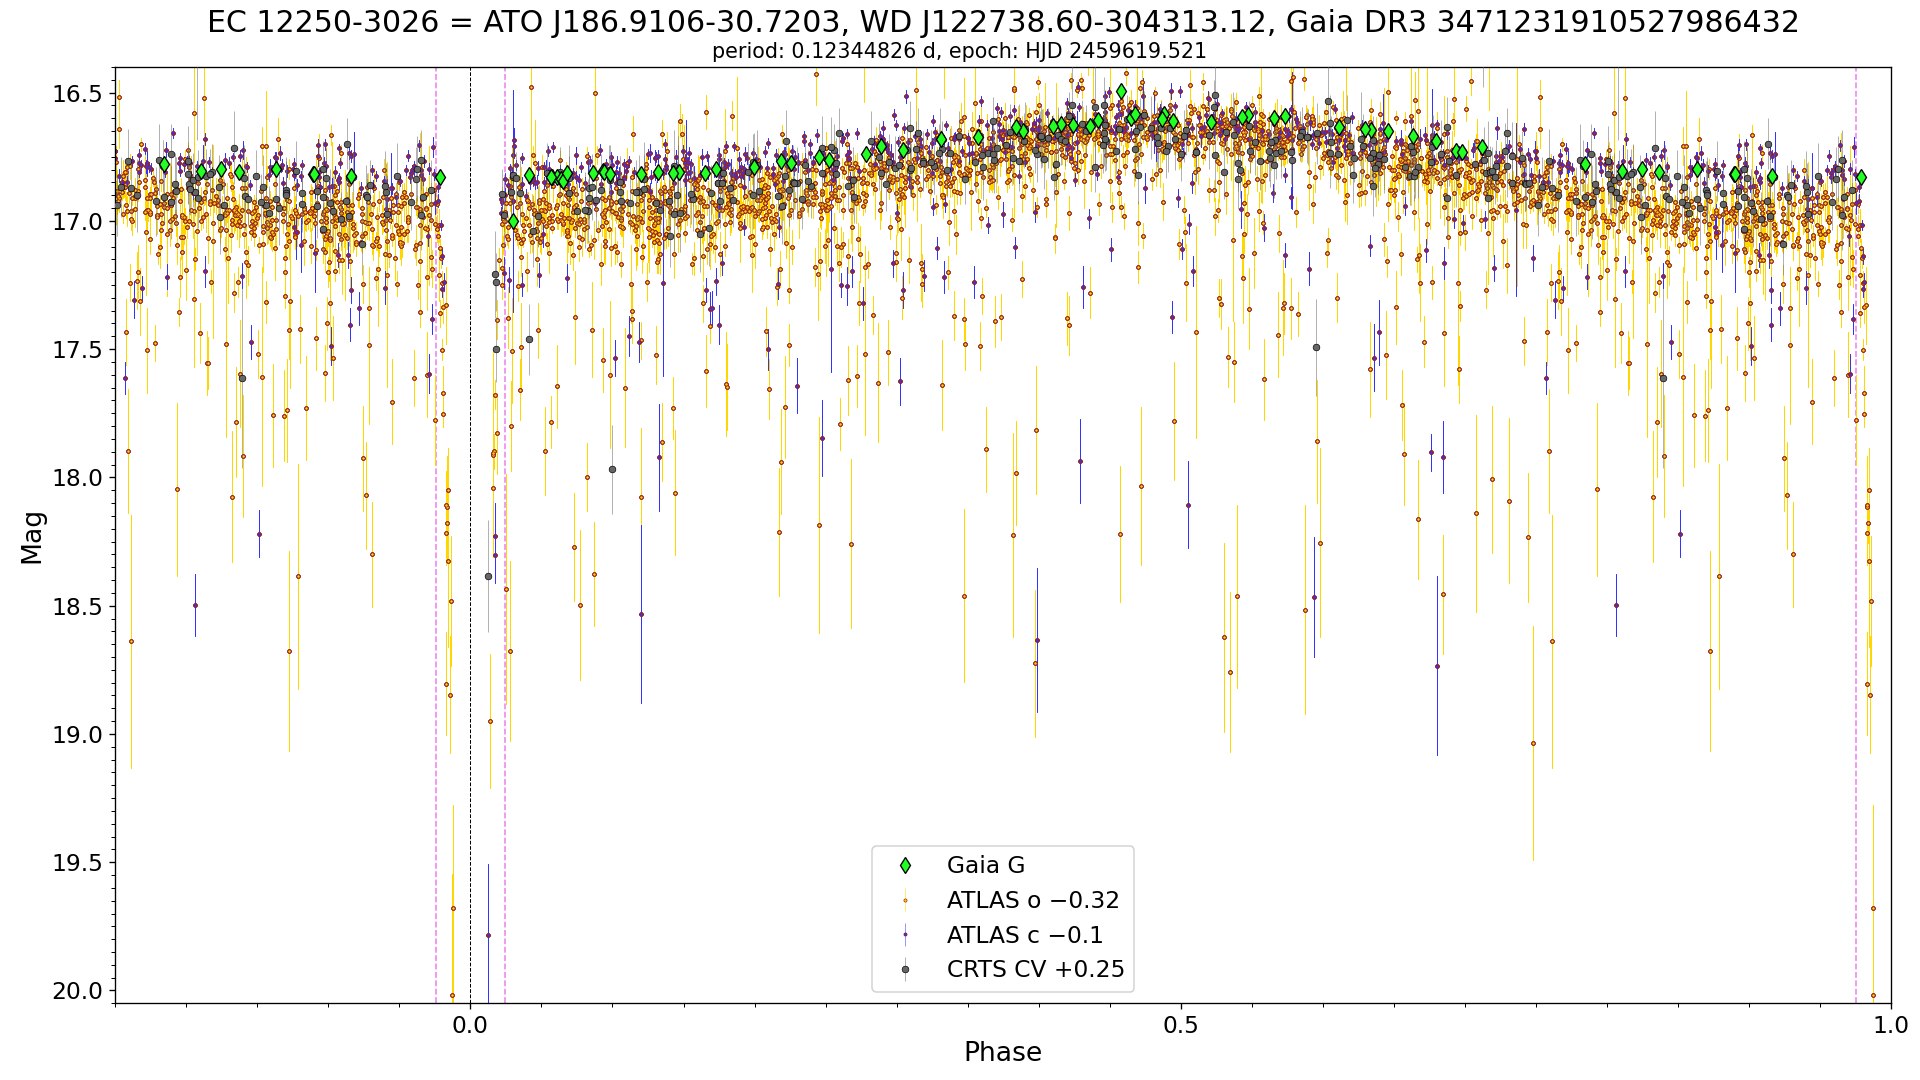 EC 12250-3026 = ATO J186.9106-30.7203, WD J122738.60-304313.12, Gaia DR3 3471231910527986432
period: 0.12344826 d, epoch: HJD 2459619.521
16.5
17.0
17.5
18.0
18.5
19.0
19.5
20.0
Mag
Gaia G
ATLAS o −0.32
ATLAS c −0.1
CRTS CV +0.25
0.0
0.5
1.0
Phase